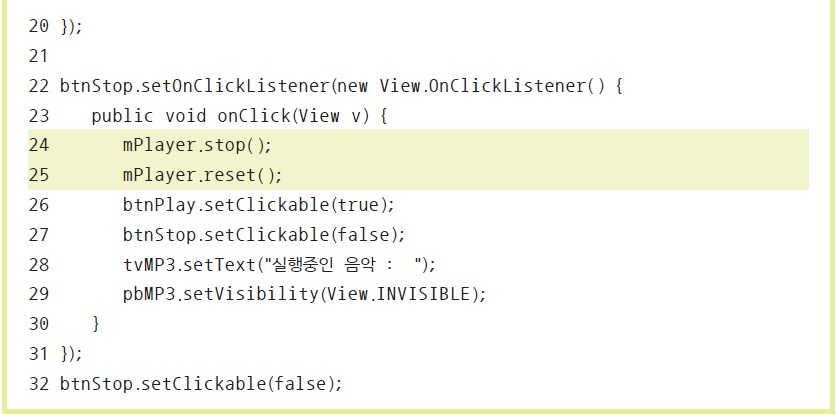 20 });
21
22 btnStop.setOnClickListener(new View.OnClickListener() {
23    public void onClick(View v) {
24       mPlayer.stop();
25       mPlayer.reset();
26       btnPlay.setClickable(true);
27       btnStop.setClickable(false);
28       tvMP3.setText("실행중인 음악 :  ");
29       pbMP3.setVisibility(View.INVISIBLE);
30    }
31 });
32 btnStop.setClickable(false);